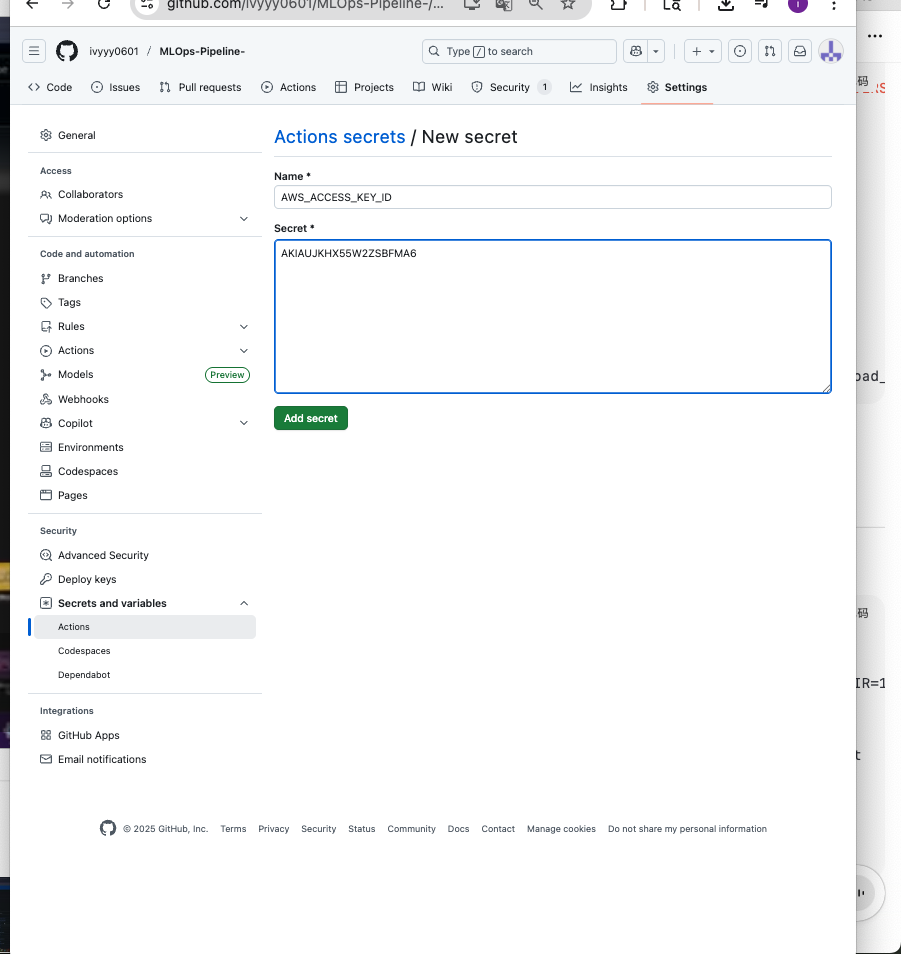 github.com/ivyyy0601/MLOps-Pipeline-/...
ivyyy0601 / MLOps-Pipeline-
Type / to search
Code
Issues
Pull requests
Actions
Projects
Wiki
Security 1
Insights
Settings
General
Access
Collaborators
Moderation options
Code and automation
Branches
Tags
Rules
Actions
Models Preview
Webhooks
Copilot
Environments
Codespaces
Pages
Security
Advanced Security
Deploy keys
Secrets and variables
Actions
Codespaces
Dependabot
Integrations
GitHub Apps
Email notifications
Actions secrets / New secret
Name *
AWS_ACCESS_KEY_ID
Secret *
AKIAUJKHX55W2ZSBFMA6
Add secret
© 2025 GitHub, Inc.
Terms
Privacy
Security
Status
Community
Docs
Contact
Manage cookies
Do not share my personal information
码
oad_
码
IR=1
t